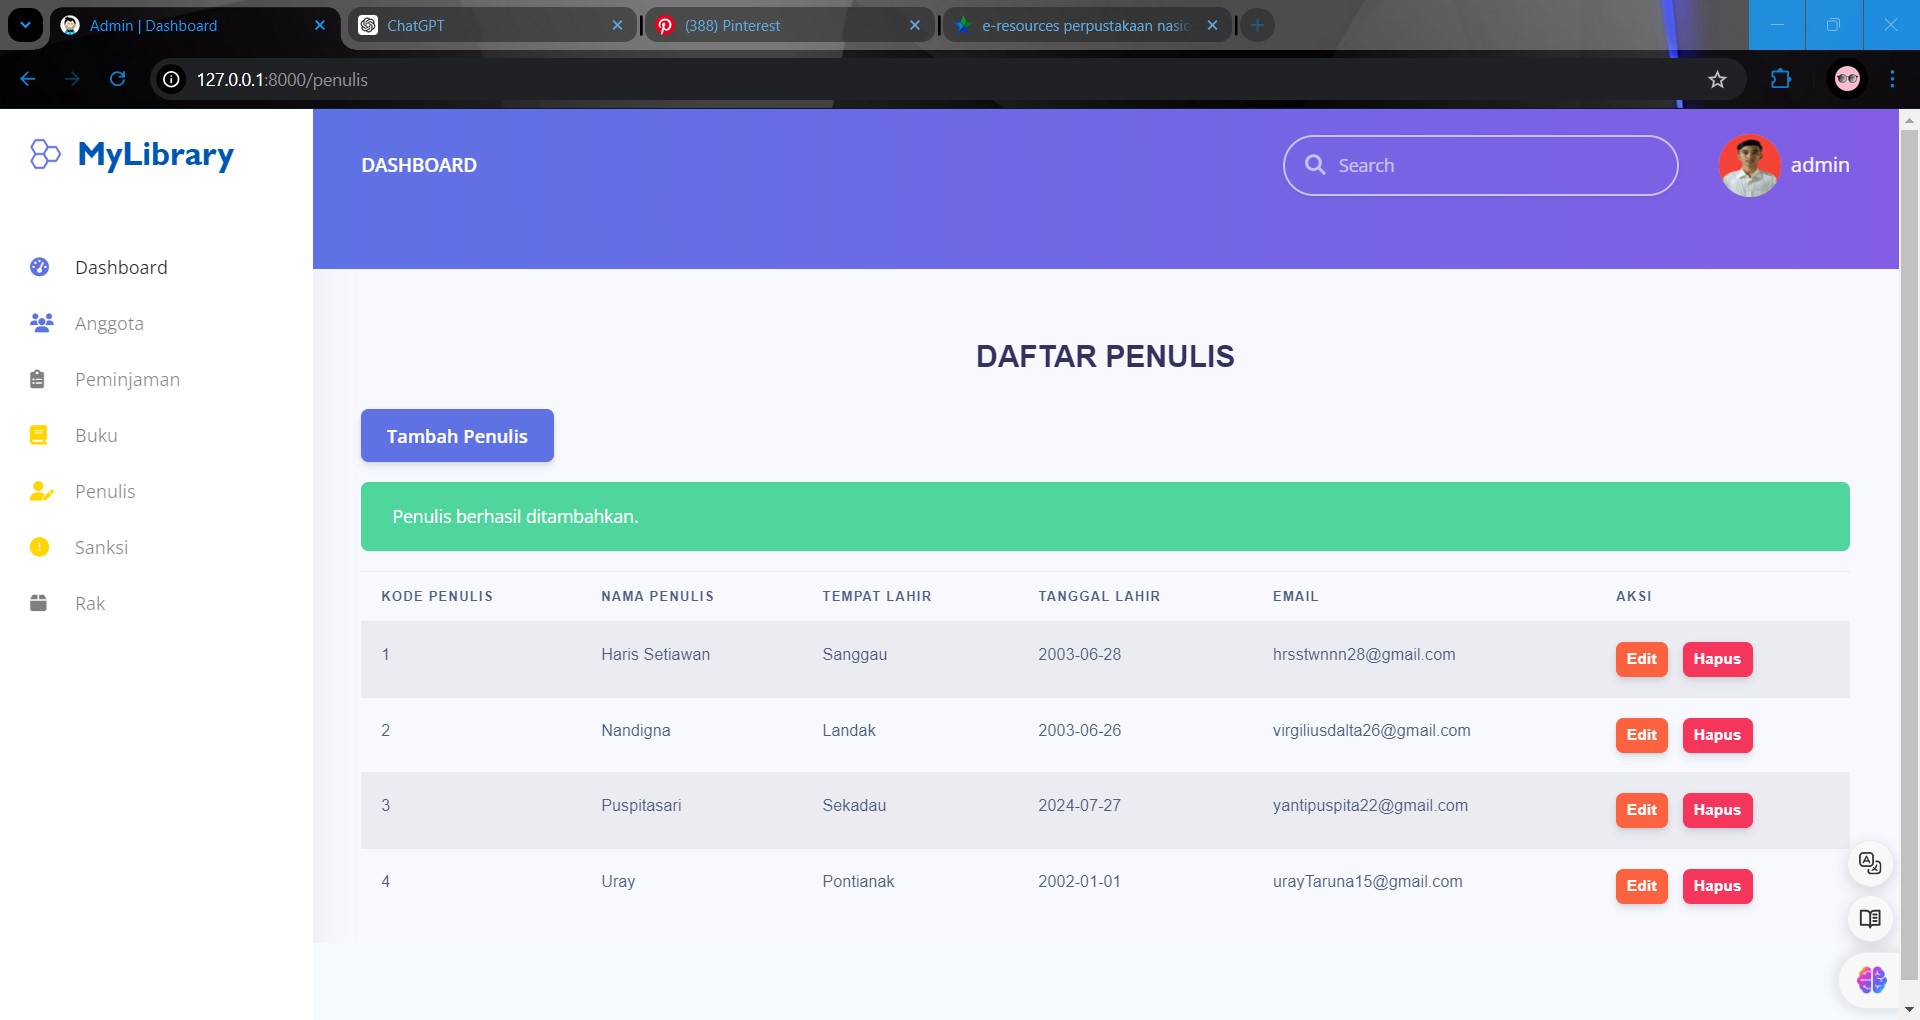 Admin | Dashboard
ChatGPT
(388) Pinterest
e-resources perpustakaan nasio
127.0.0.1:8000/penulis
MyLibrary
DASHBOARD
Search
admin
Dashboard
Anggota
Peminjaman
Buku
Penulis
Sanksi
Rak
DAFTAR PENULIS
Tambah Penulis
Penulis berhasil ditambahkan.
KODE PENULIS NAMA PENULIS TEMPAT LAHIR TANGGAL LAHIR EMAIL AKSI
1 Haris Setiawan Sanggau 2003-06-28 hrsstwnnn28@gmail.com Edit Hapus
2 Nandigna Landak 2003-06-26 virgiliusdalta26@gmail.com Edit Hapus
3 Puspitasari Sekadau 2024-07-27 yantipuspita22@gmail.com Edit Hapus
4 Uray Pontianak 2002-01-01 urayTaruna15@gmail.com Edit Hapus